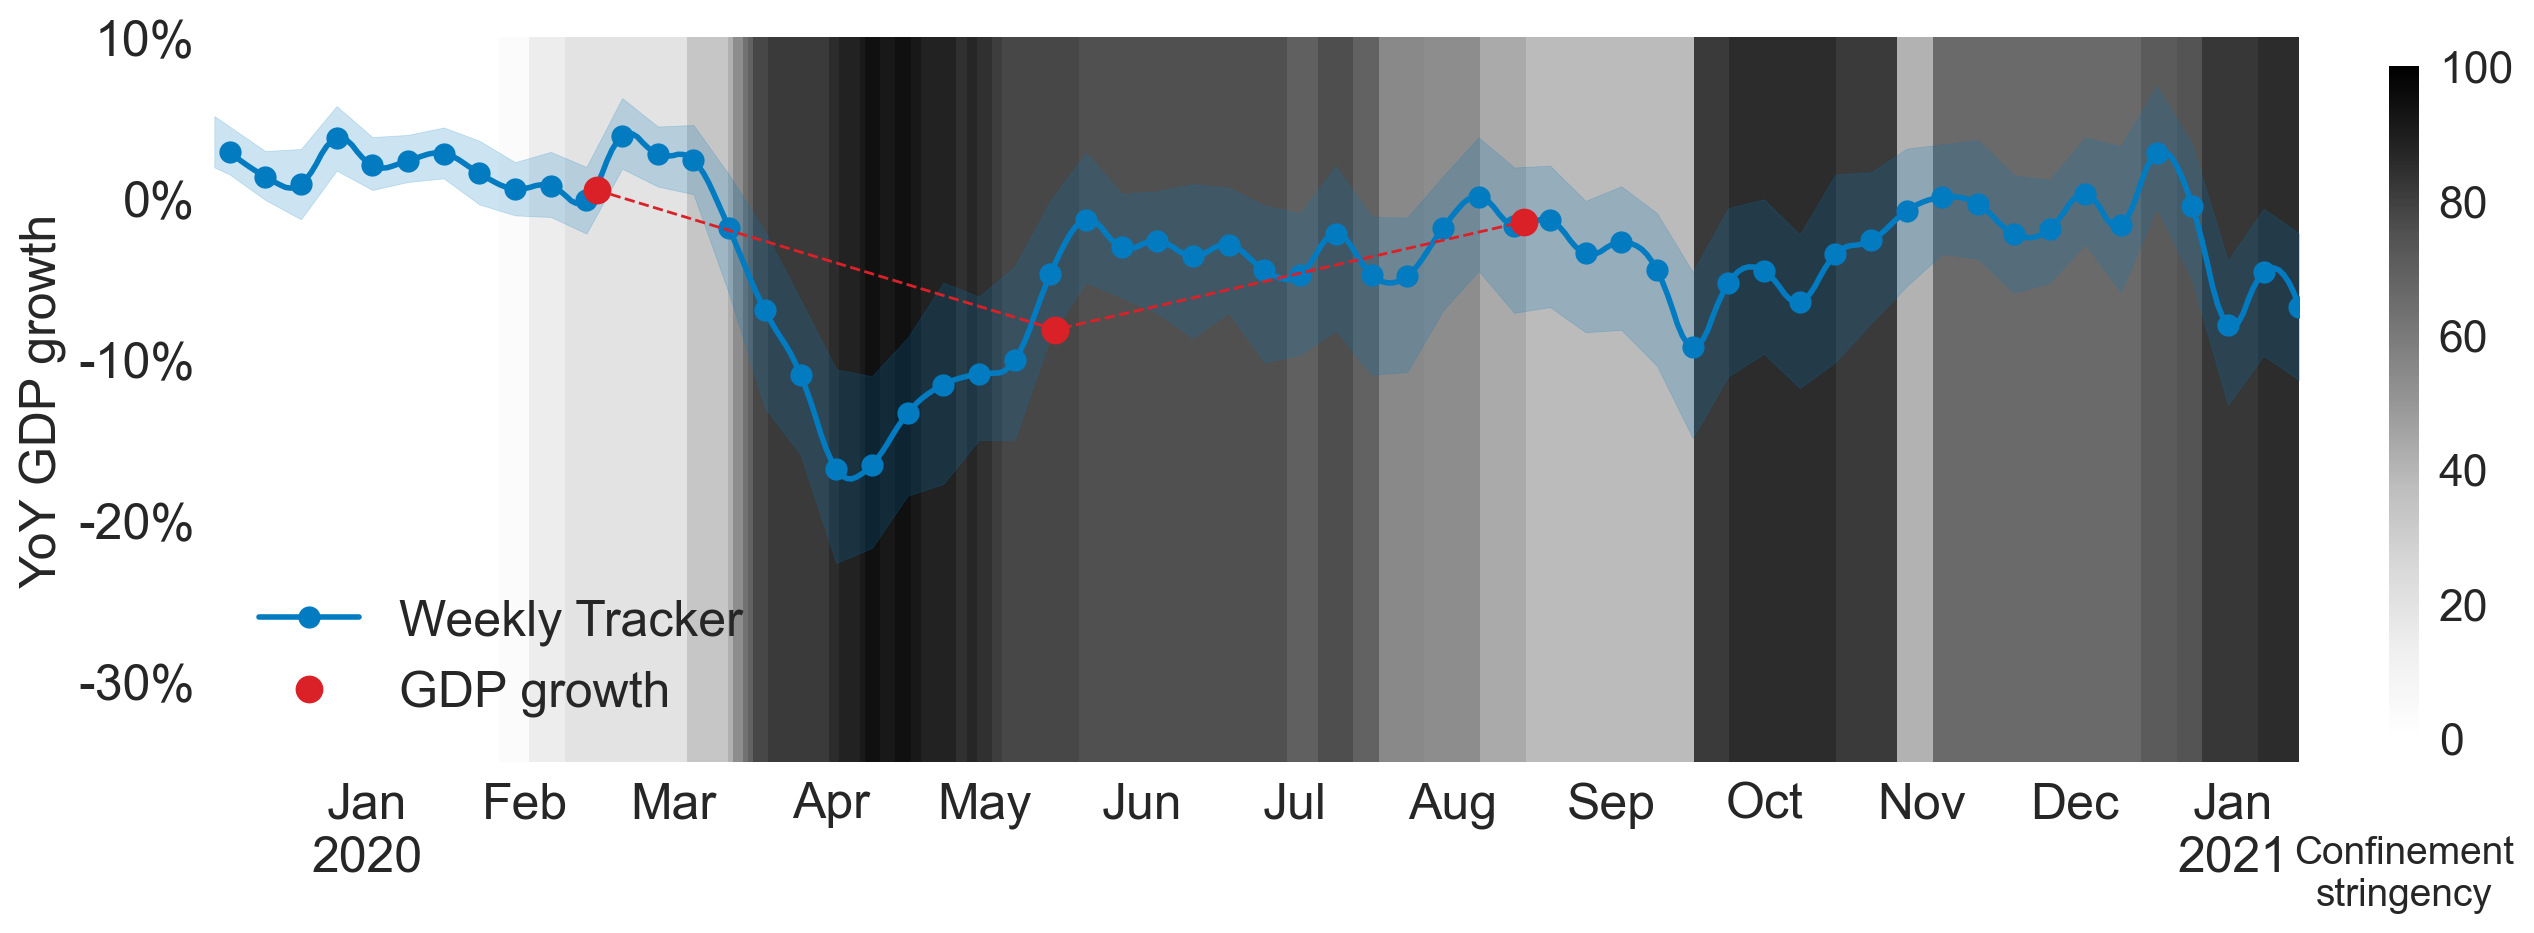 10%
0%
-10%
-20%
-30%
YoY GDP growth
Weekly Tracker
GDP growth
Jan
2020
Feb
Mar
Apr
May
Jun
Jul
Aug
Sep
Oct
Nov
Dec
Jan
2021
100
80
60
40
20
0
Confinement
stringency